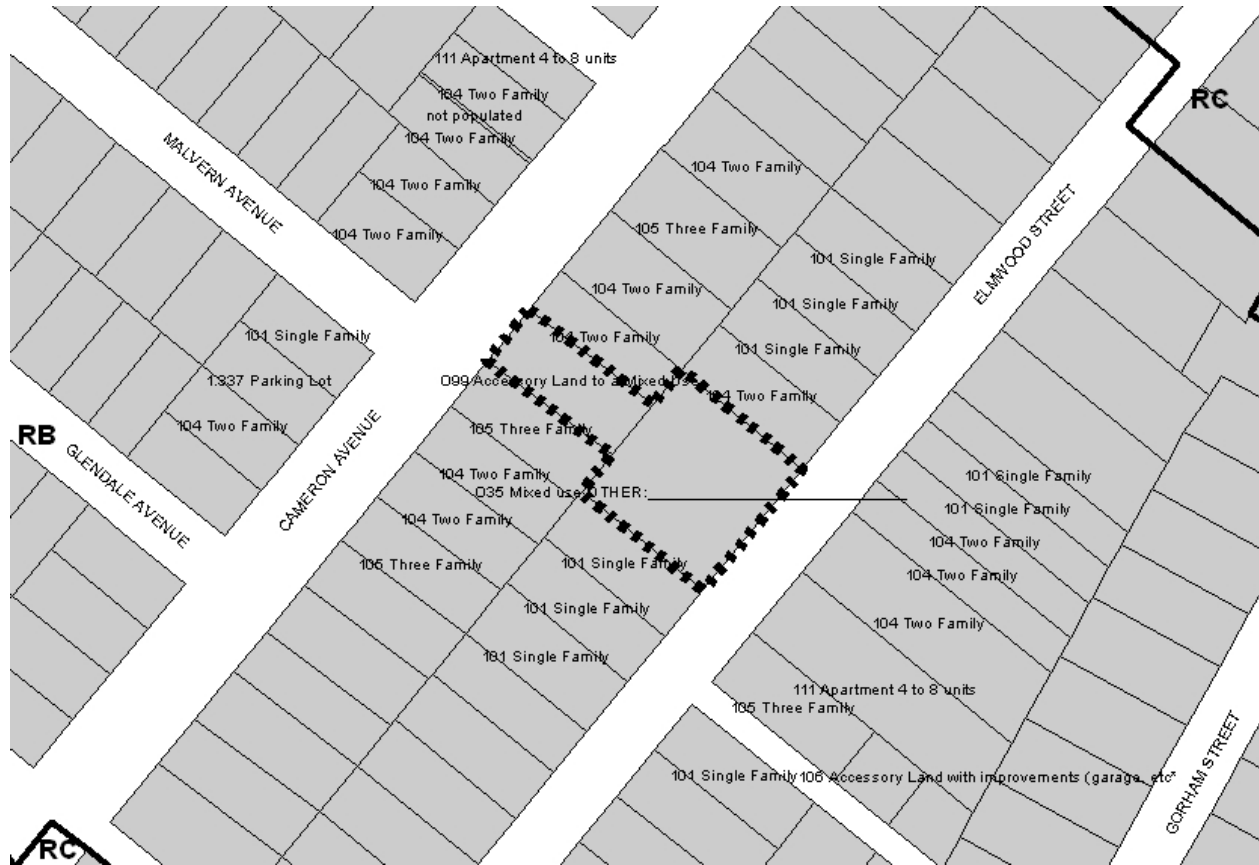 111 Apartment 4 to 8 units
104 Two Family
not populated
104 Two Family
104 Two Family
104 Two Family
MALVERN AVENUE
RC
104 Two Family
105 Three Family
104 Two Family
104 Two Family
101 Single Family
101 Single Family
101 Single Family
104 Two Family
ELMWOOD STREET
101 Single Family
1.337 Parking Lot
104 Two Family
RB
GLENDALE AVENUE
CAMERON AVENUE
O99 Accessory Land to a Mixed Use
105 Three Family
104 Two Family
O35 Mixed use OTHER:
104 Two Family
105 Three Family
101 Single Family
101 Single Family
101 Single Family
101 Single Family
101 Single Family
104 Two Family
104 Two Family
104 Two Family
111 Apartment 4 to 8 units
105 Three Family
101 Single Family
106 Accessory Land with improvements (garage, etc"
GORHAM STREET
RC